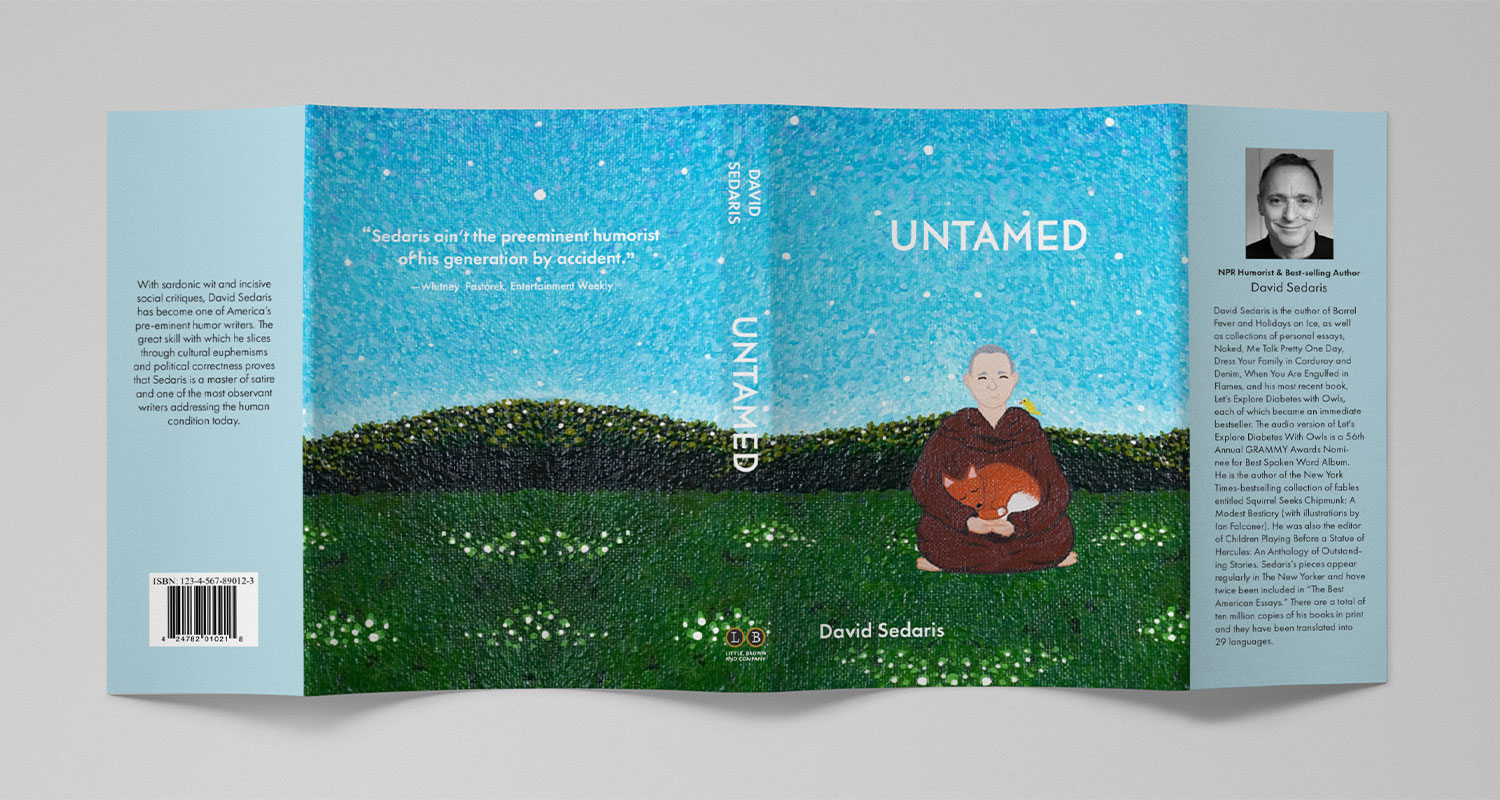 With sardonic wit and incisive
social critiques, David Sedaris
has become one of America's
pre-eminent humor writers. The
great skill with which he slices
through cultural euphemisms
and political correctness proves
that Sedaris is a master of satire
and one of the most observant
writers addressing the human
condition today.
ISBN: 123-4-567-89012-3
4 24782 01021 8
“Sedaris ain't the preeminent humorist
of his generation by accident.”
—Whitney Pastorek, Entertainment Weekly
DAVID
SEDARIS
UNTAMED
L B
LITTLE, BROWN
AND COMPANY
UNTAMED
David Sedaris
NPR Humorist & Best-selling Author
David Sedaris
David Sedaris is the author of Barrel
Fever and Holidays on Ice, as well
as collections of personal essays,
Naked, Me Talk Pretty One Day,
Dress Your Family in Corduroy and
Denim, When You Are Engulfed in
Flames, and his most recent book,
Let's Explore Diabetes with Owls,
each of which became an immediate
bestseller. The audio version of Let's
Explore Diabetes With Owls is a 56th
Annual GRAMMY Awards Nomi-
nee for Best Spoken Word Album.
He is the author of the New York
Times-bestselling collection of fables
entitled Squirrel Seeks Chipmunk: A
Modest Bestiary (with illustrations by
Ian Falconer). He was also the editor
of Children Playing Before a Statue of
Hercules: An Anthology of Outstand-
ing Stories. Sedaris's pieces appear
regularly in The New Yorker and have
twice been included in “The Best
American Essays.” There are a total of
ten million copies of his books in print
and they have been translated into
29 languages.